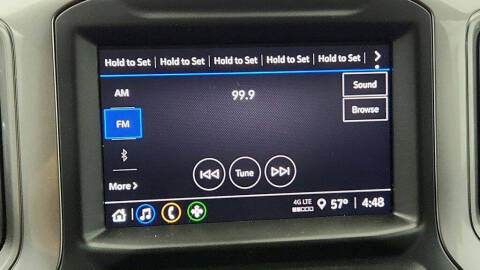 Hold to Set | Hold to Set | Hold to Set | Hold to Set | Hold to Set
AM
99.9
Sound
FM
Browse
More
Tune
4G LTE
57° | 4:48